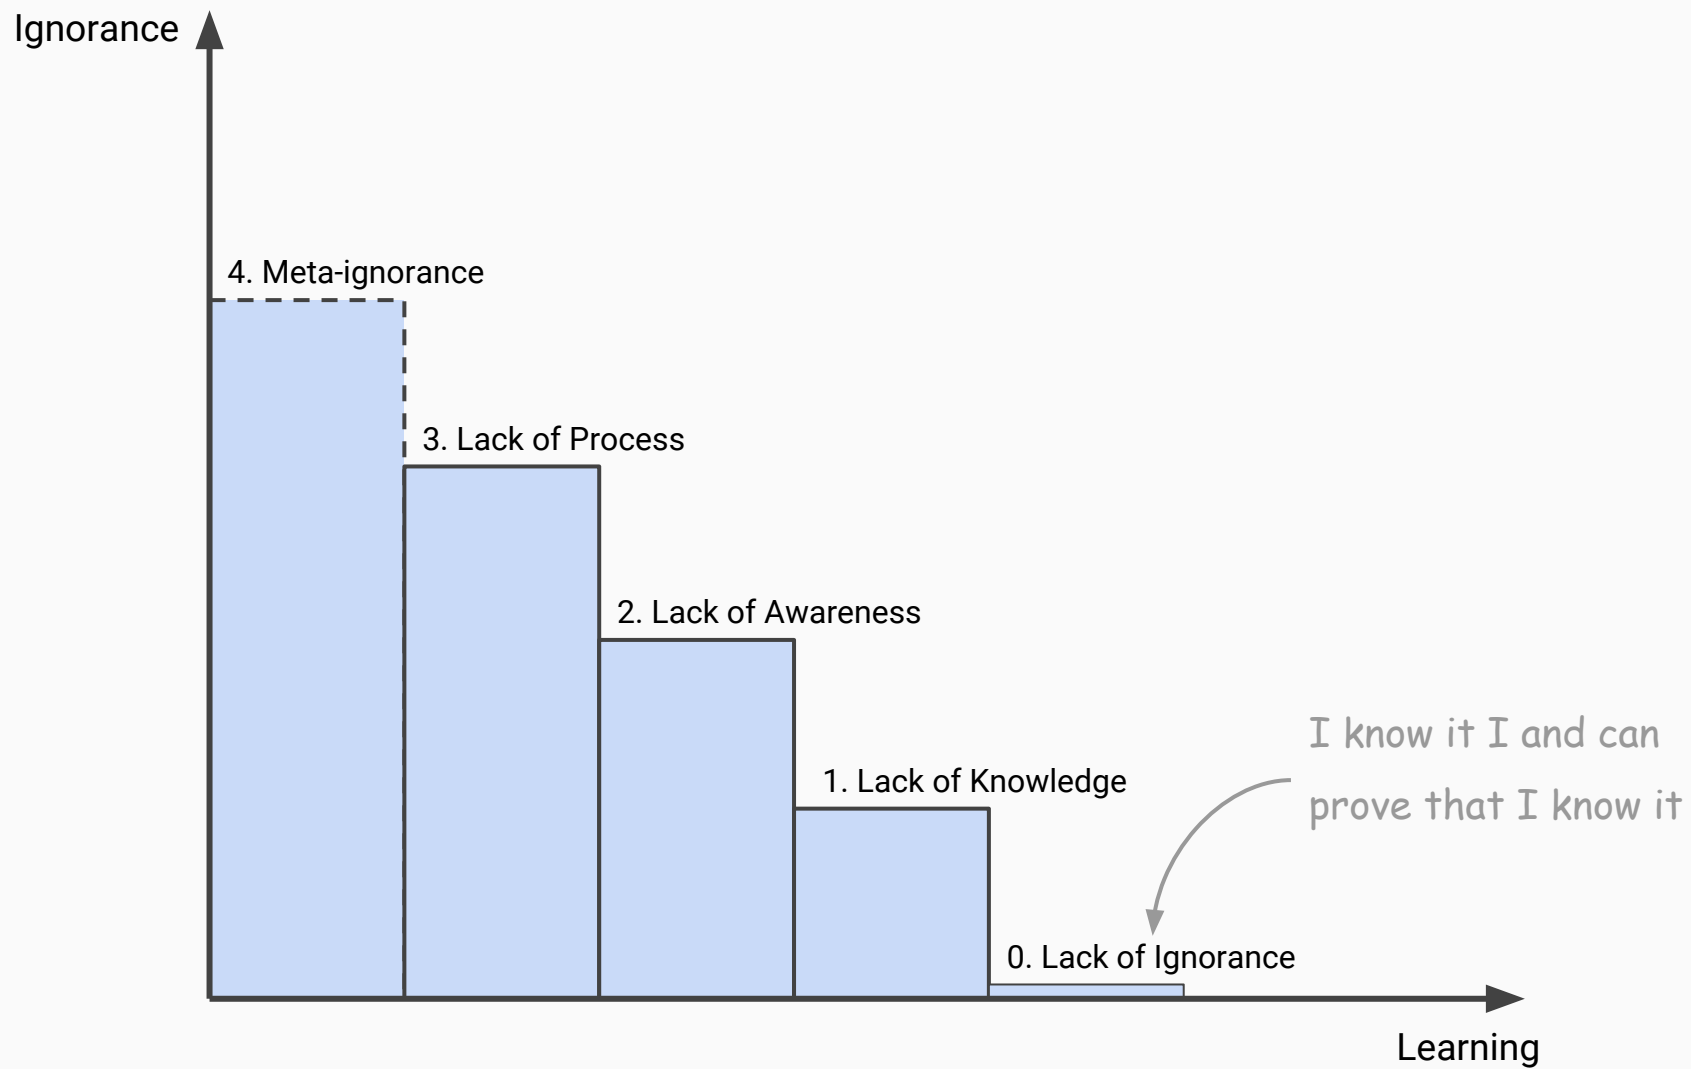 Ignorance
4. Meta-ignorance
3. Lack of Process
2. Lack of Awareness
I know it I and can
prove that I know it
1. Lack of Knowledge
0. Lack of Ignorance
Learning